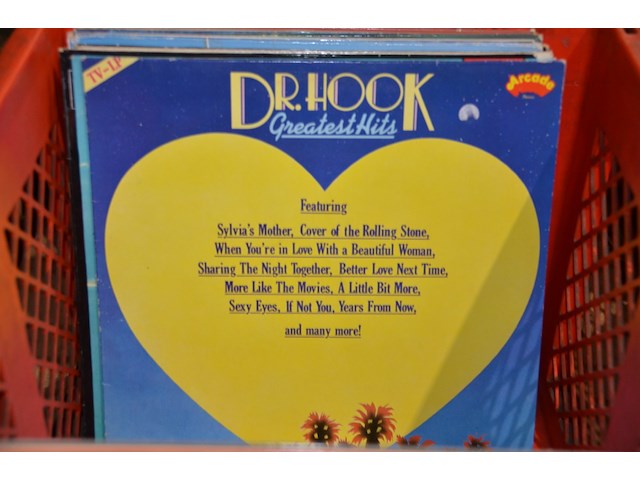 TV-LP
DR. HOOK
Greatest Hits
Arcade
Featuring
Sylvia's Mother, Cover of the Rolling Stone,
When You're in Love With a Beautiful Woman,
Sharing The Night Together, Better Love Next Time,
More Like The Movies, A Little Bit More,
Sexy Eyes, If Not You, Years From Now,
and many more!